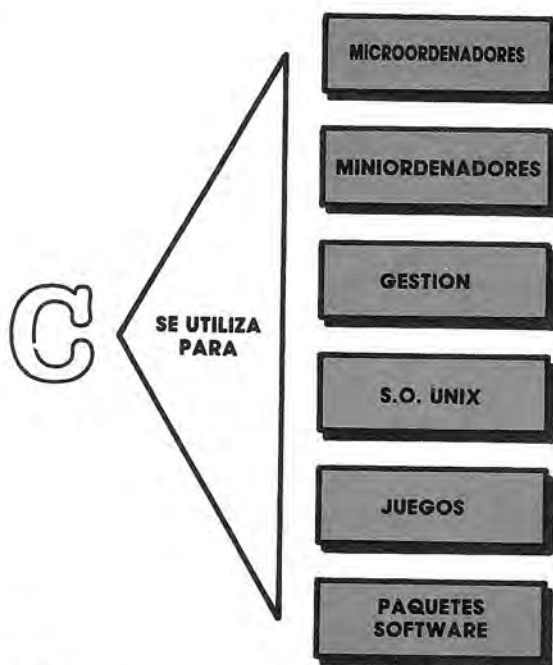 C
SE UTILIZA
PARA
MICROORDENADORES
MINIORDENADORES
GESTION
S.O. UNIX
JUEGOS
PAQUETES
SOFTWARE